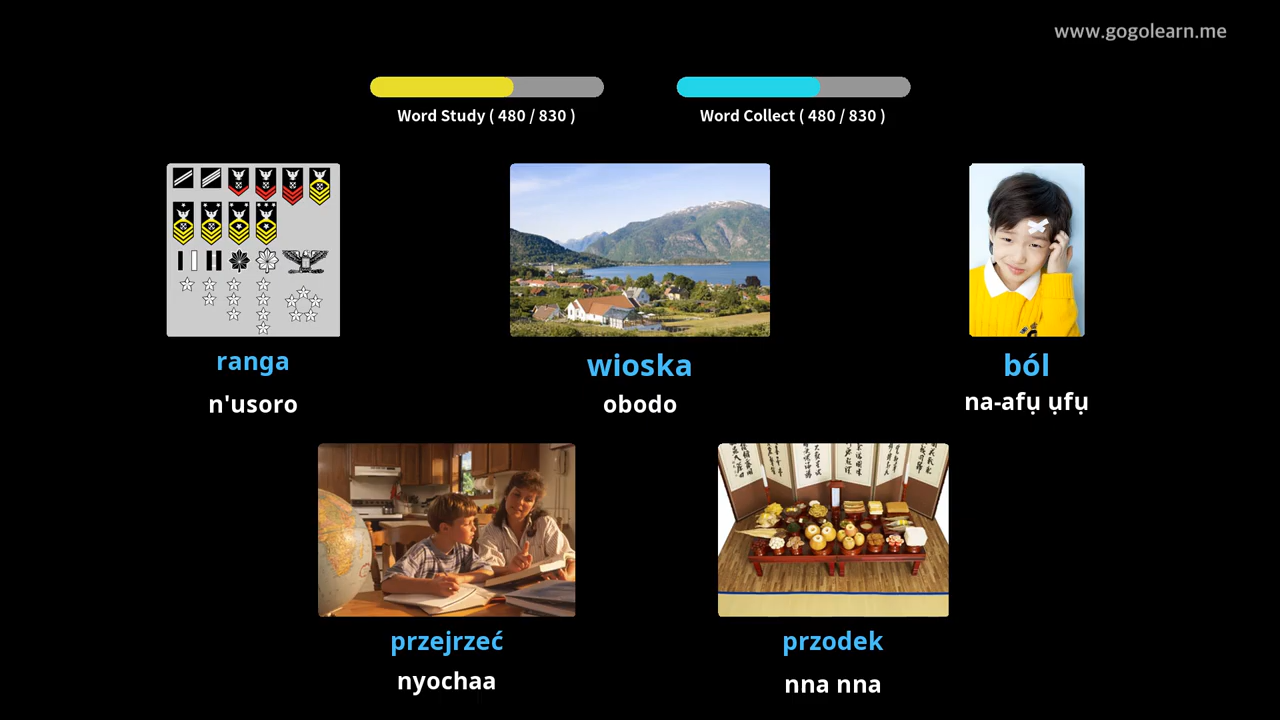 www.gogolearn.me
Word Study ( 480 / 830 )
Word Collect ( 480 / 830 )
ranga
n'usoro
wioska
obodo
ból
na-afụ ụfụ
przejrzeć
nyochaa
przodek
nna nna